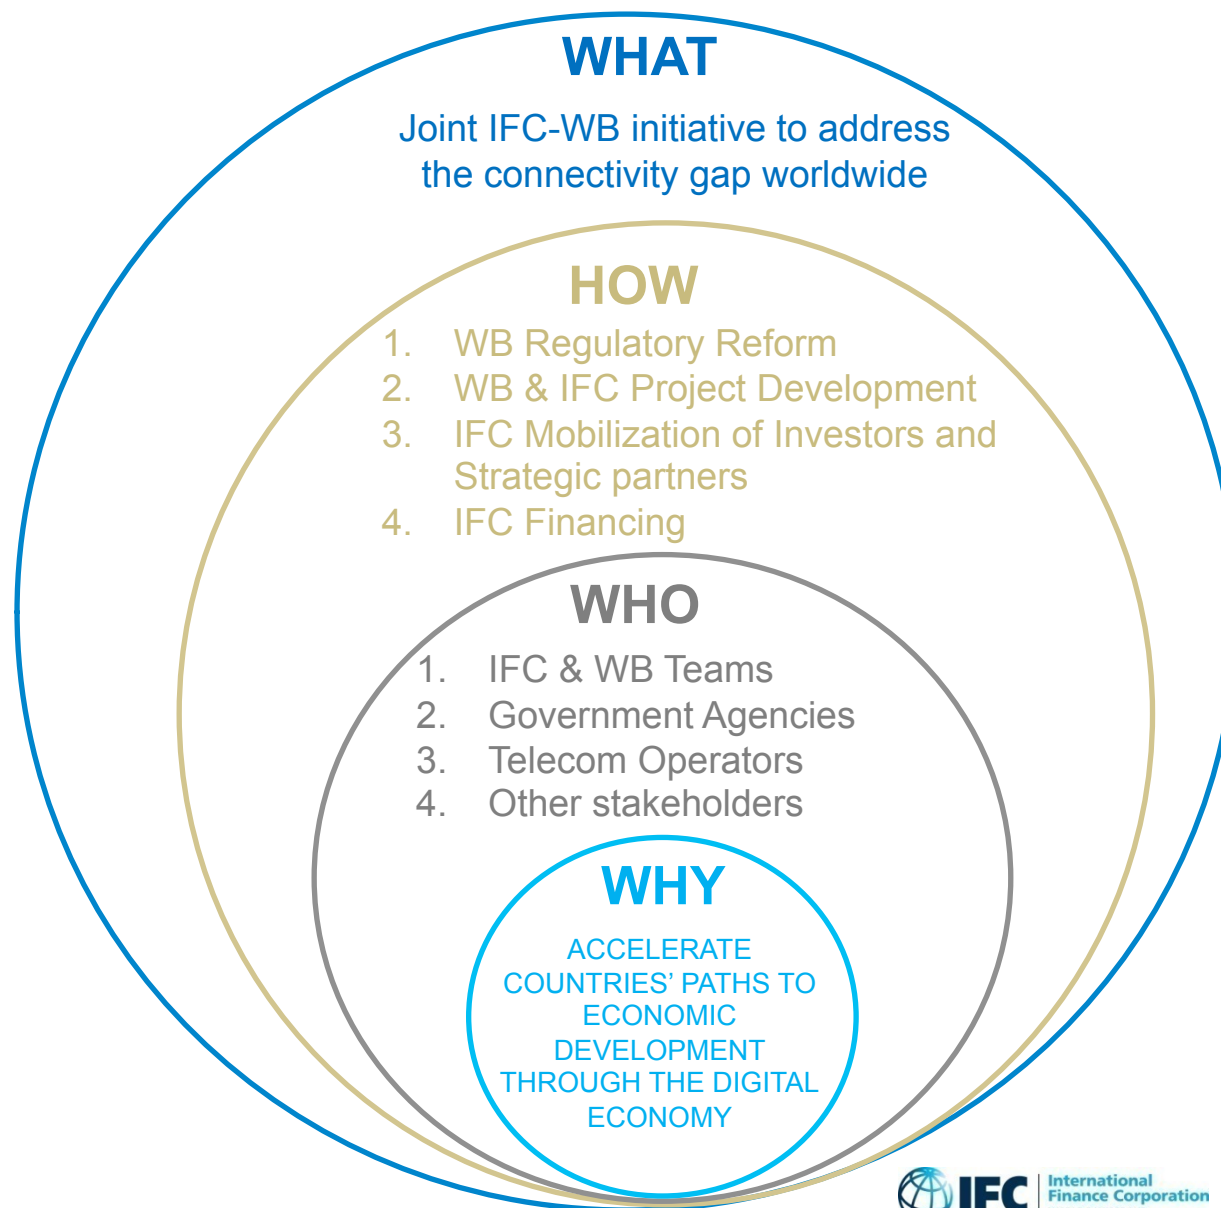 WHAT
Joint IFC-WB initiative to address
the connectivity gap worldwide
HOW
1. WB Regulatory Reform
2. WB & IFC Project Development
3. IFC Mobilization of Investors and
Strategic partners
4. IFC Financing
WHO
1. IFC & WB Teams
2. Government Agencies
3. Telecom Operators
4. Other stakeholders
WHY
ACCELERATE
COUNTRIES’ PATHS TO
ECONOMIC
DEVELOPMENT
THROUGH THE DIGITAL
ECONOMY
IFC
International
Finance Corporation